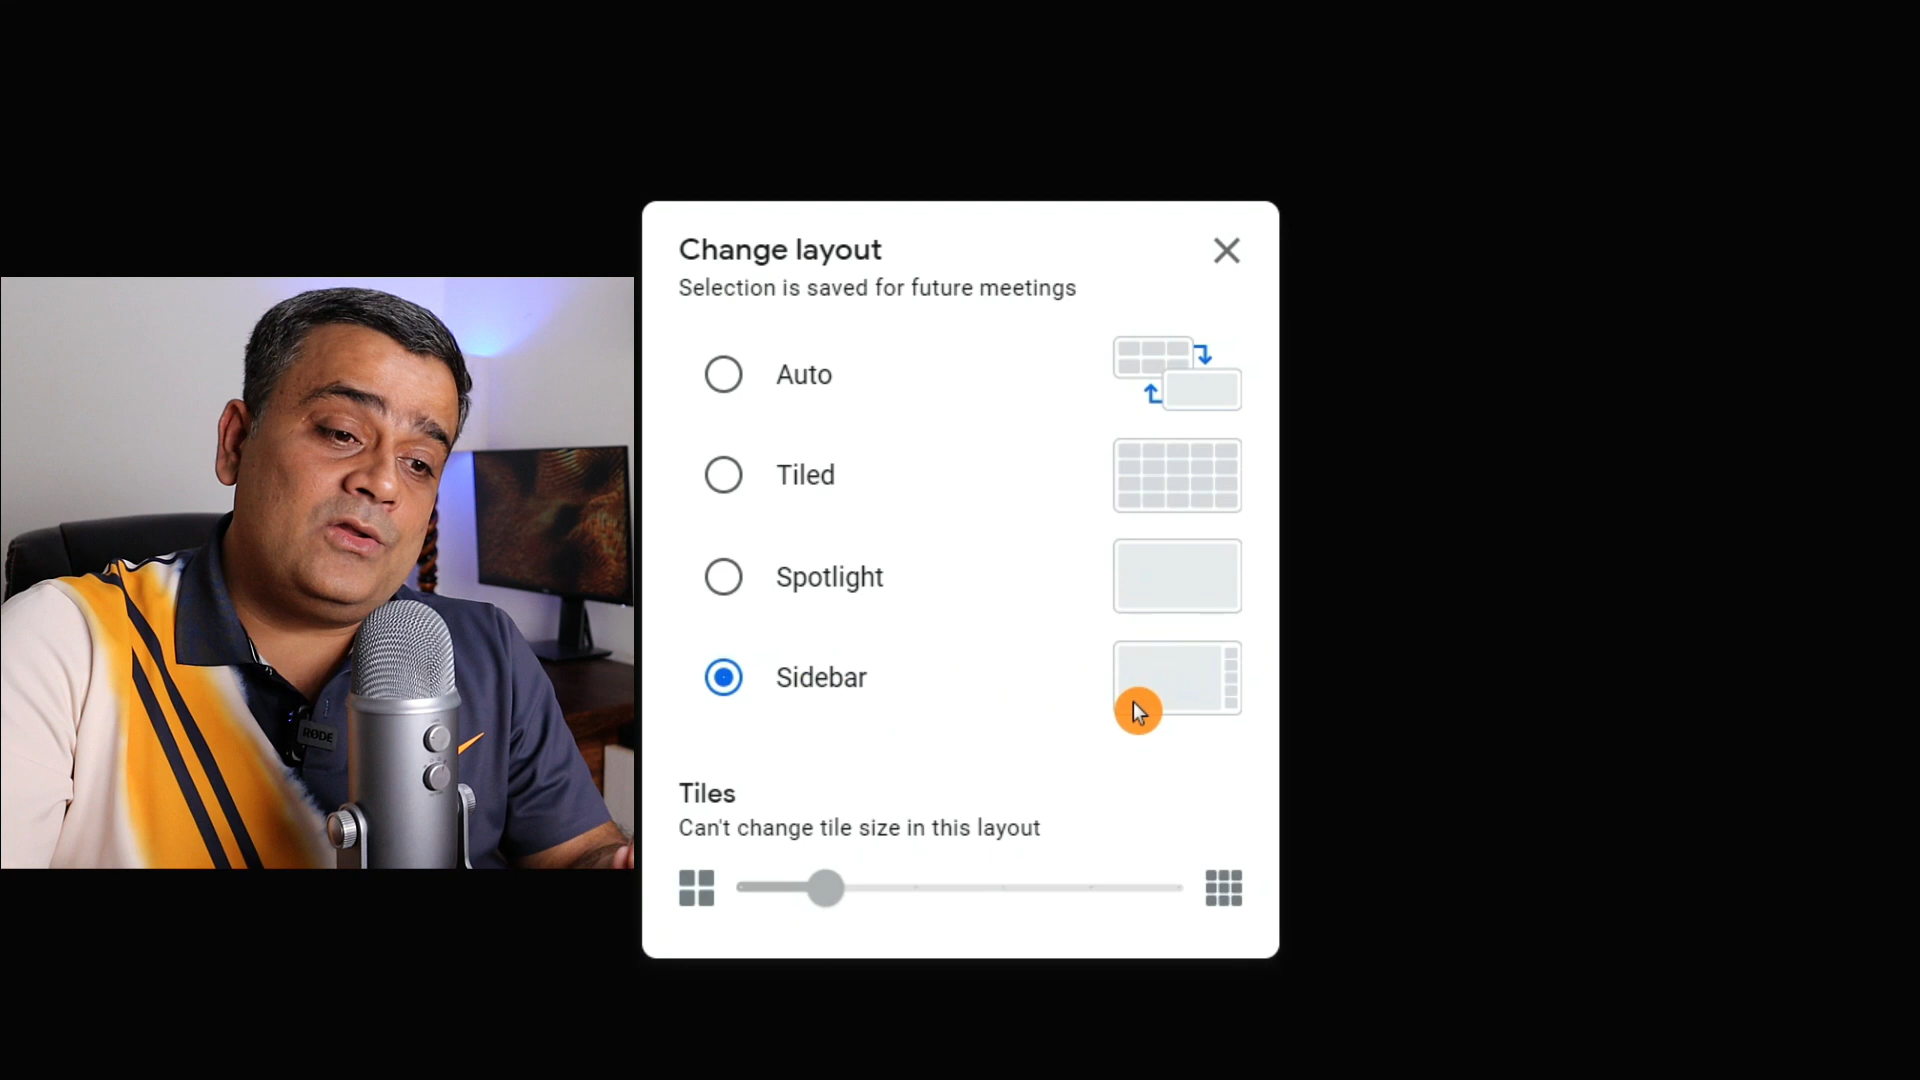 Change layout
Selection is saved for future meetings
Auto
Tiled
Spotlight
Sidebar
RØDE
Tiles
Can't change tile size in this layout